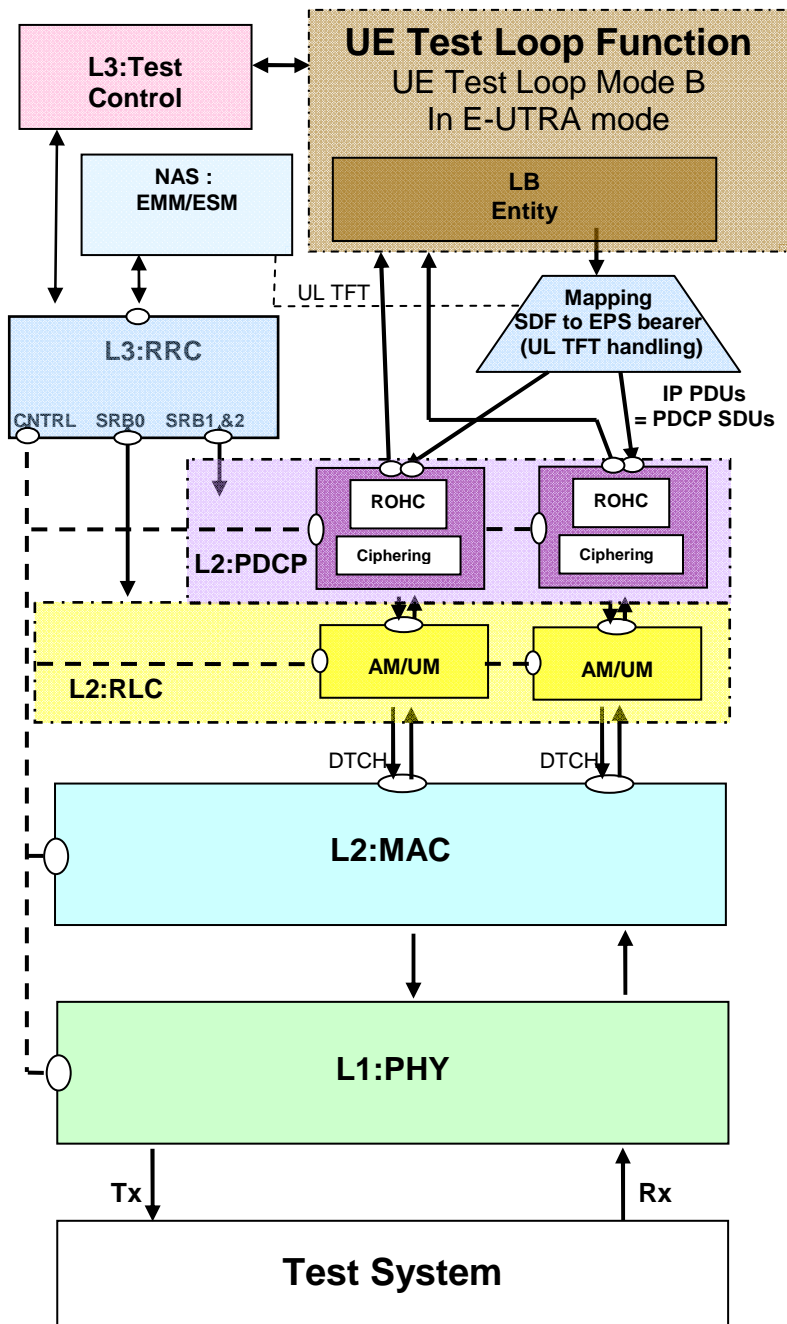 UE Test Loop Function
UE Test Loop Mode B
In E-UTRA mode
L3:Test
Control
NAS :
EMM/ESM
LB
Entity
UL TFT
Mapping
SDF to EPS bearer
(UL TFT handling)
L3:RRC
CNTRL SRB0 SRB1 &2
IP PDUs
= PDCP SDUs
ROHC
Ciphering
ROHC
Ciphering
L2:PDCP
AM/UM
AM/UM
L2:RLC
DTCH
DTCH
L2:MAC
L1:PHY
Tx
Rx
Test System